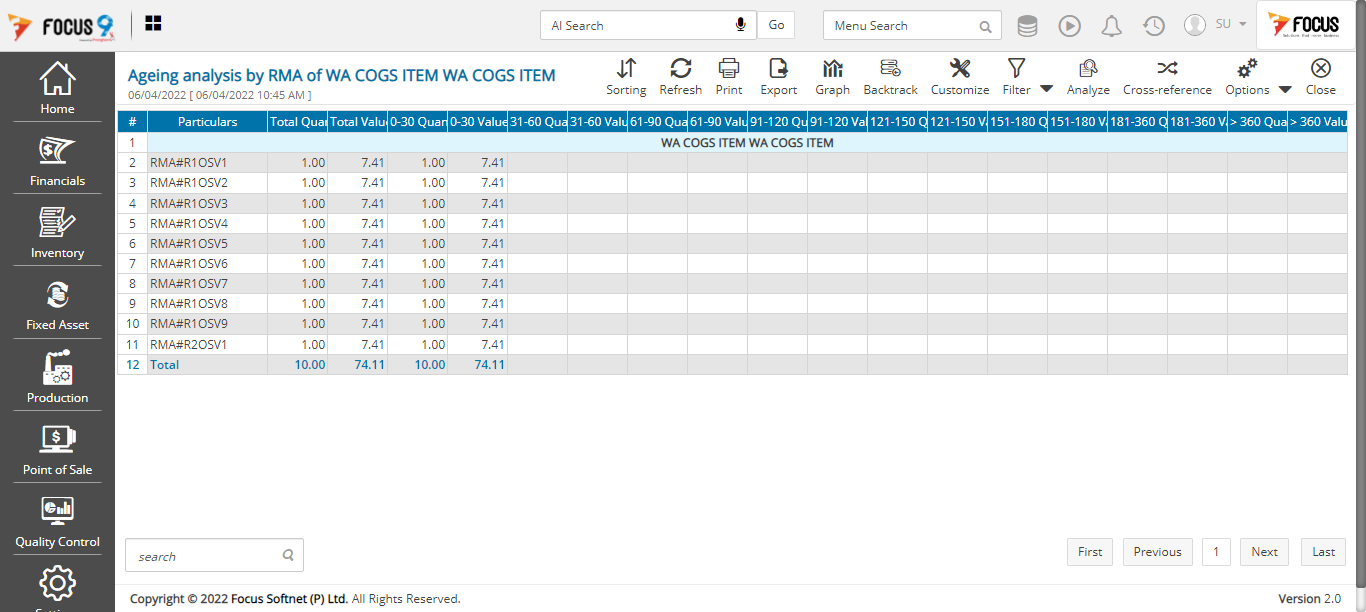 FOCUS 9
AI Search
Go
Menu Search
SU
FOCUS
Ageing analysis by RMA of WA COGS ITEM WA COGS ITEM
06/04/2022 [ 06/04/2022 10:45 AM ]
Sorting Refresh Print Export Graph Backtrack Customize Filter Analyze Cross-reference Options Close
Home
Financials
Inventory
Fixed Asset
Production
Point of Sale
Quality Control
# Particulars Total Quan Total Value 0-30 Quan 0-30 Value 31-60 Qua 31-60 Valu 61-90 Qua 61-90 Valu 91-120 Qu 91-120 Val 121-150 Q 121-150 V 151-180 Q 151-180 V 181-360 Q 181-360 V > 360 Qua > 360 Valu
1 WA COGS ITEM WA COGS ITEM
2 RMA#R1OSV1 1.00 7.41 1.00 7.41
3 RMA#R1OSV2 1.00 7.41 1.00 7.41
4 RMA#R1OSV3 1.00 7.41 1.00 7.41
5 RMA#R1OSV4 1.00 7.41 1.00 7.41
6 RMA#R1OSV5 1.00 7.41 1.00 7.41
7 RMA#R1OSV6 1.00 7.41 1.00 7.41
8 RMA#R1OSV7 1.00 7.41 1.00 7.41
9 RMA#R1OSV8 1.00 7.41 1.00 7.41
10 RMA#R1OSV9 1.00 7.41 1.00 7.41
11 RMA#R2OSV1 1.00 7.41 1.00 7.41
12 Total 10.00 74.11 10.00 74.11
search
First Previous 1 Next Last
Copyright © 2022 Focus Softnet (P) Ltd. All Rights Reserved.
Version 2.0